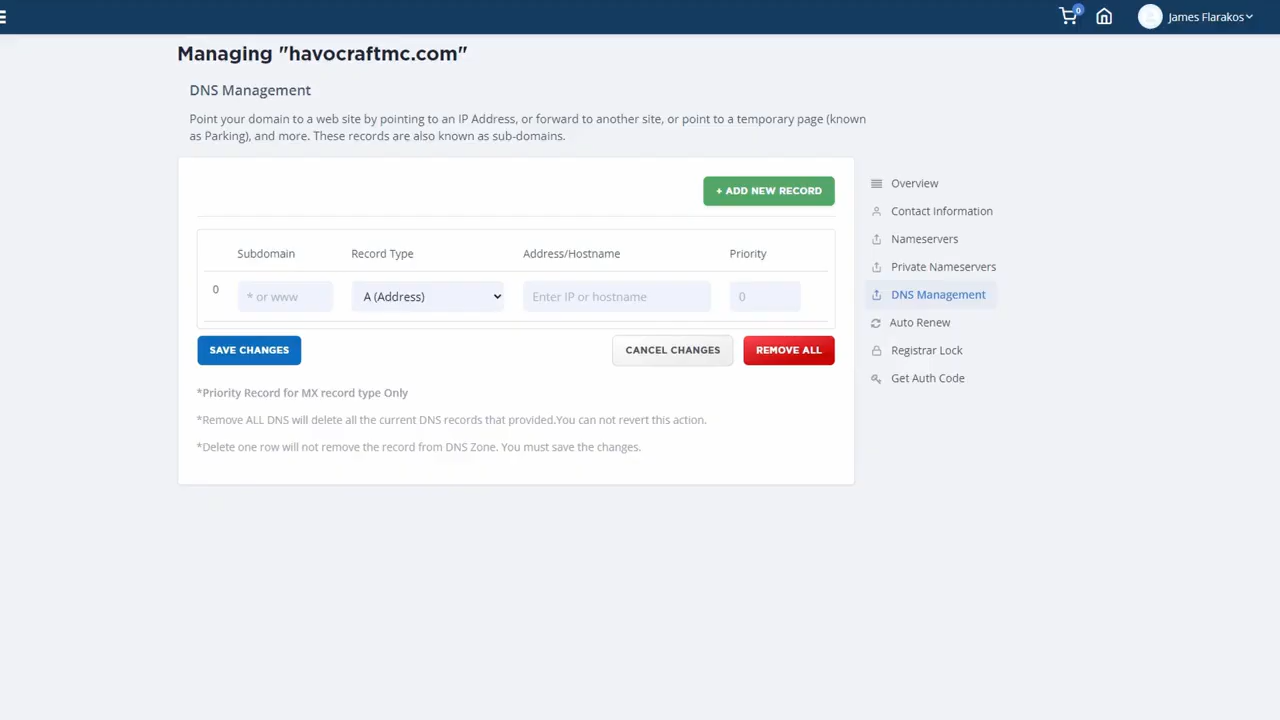 0
James Flarakos
Managing "havocraftmc.com"
DNS Management
Point your domain to a web site by pointing to an IP Address, or forward to another site, or point to a temporary page (known
as Parking), and more. These records are also known as sub-domains.
+ ADD NEW RECORD
Subdomain Record Type Address/Hostname Priority
0 * or www A (Address) Enter IP or hostname 0
SAVE CHANGES CANCEL CHANGES REMOVE ALL
*Priority Record for MX record type Only
*Remove ALL DNS will delete all the current DNS records that provided.You can not revert this action.
*Delete one row will not remove the record from DNS Zone. You must save the changes.
Overview
Contact Information
Nameservers
Private Nameservers
DNS Management
Auto Renew
Registrar Lock
Get Auth Code